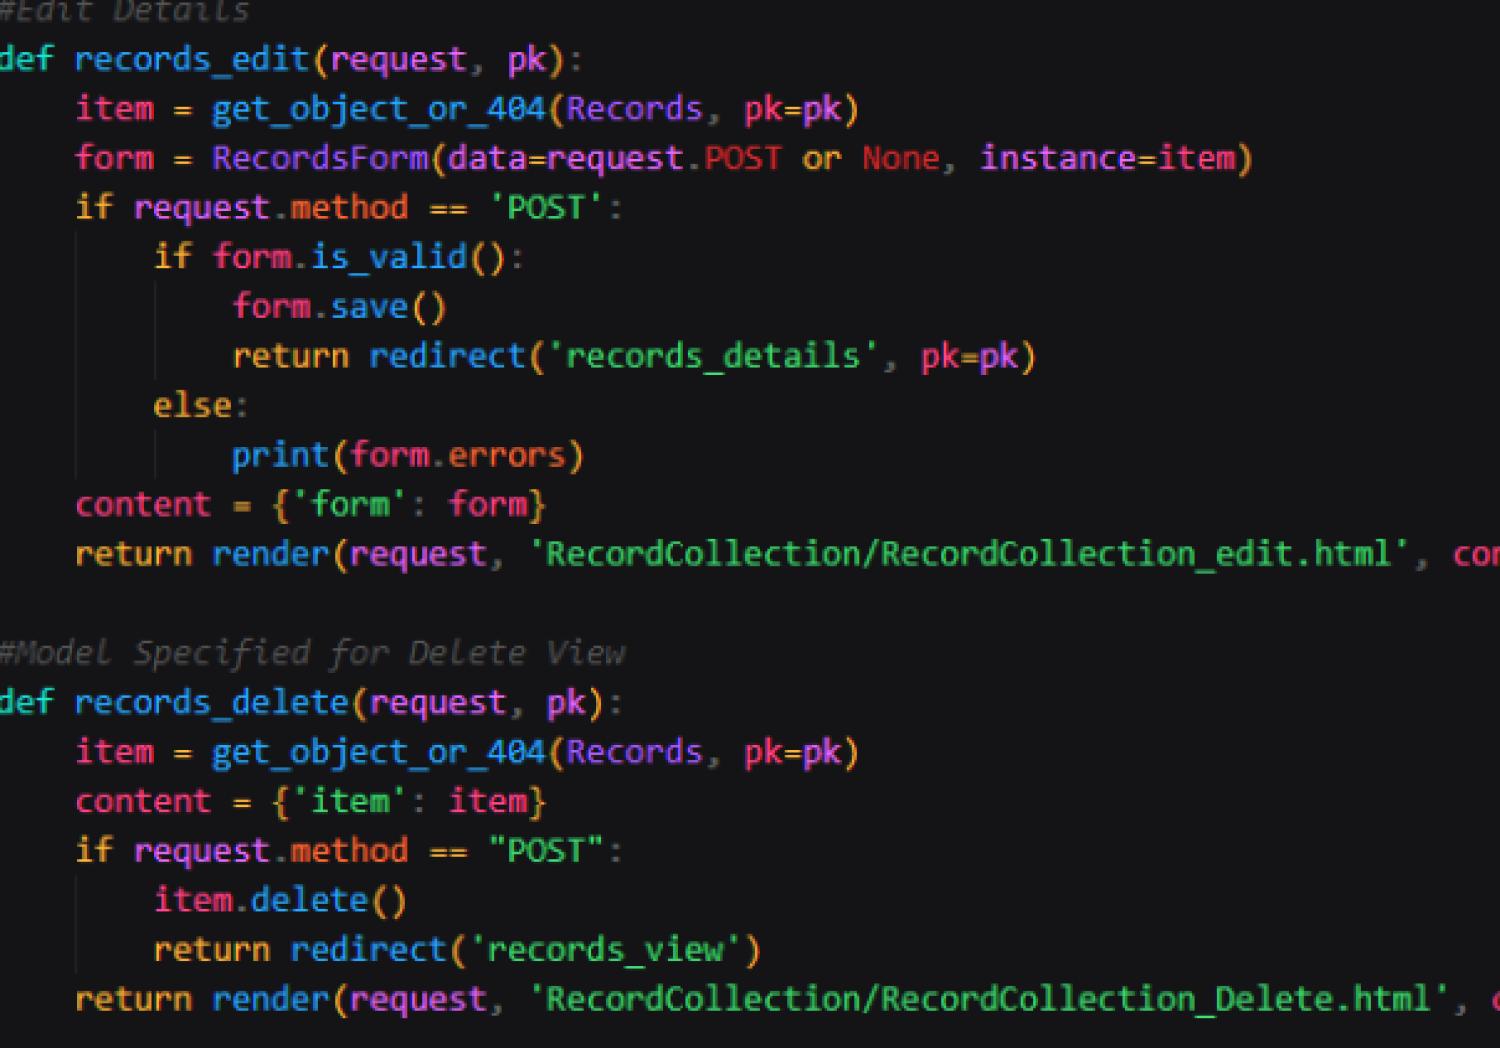 #Edit Details
def records_edit(request, pk):
    item = get_object_or_404(Records, pk=pk)
    form = RecordsForm(data=request.POST or None, instance=item)
    if request.method == 'POST':
        if form.is_valid():
            form.save()
            return redirect('records_details', pk=pk)
        else:
            print(form.errors)
    content = {'form': form}
    return render(request, 'RecordCollection/RecordCollection_edit.html', con

#Model Specified for Delete View
def records_delete(request, pk):
    item = get_object_or_404(Records, pk=pk)
    content = {'item': item}
    if request.method == "POST":
        item.delete()
        return redirect('records_view')
    return render(request, 'RecordCollection/RecordCollection_Delete.html',